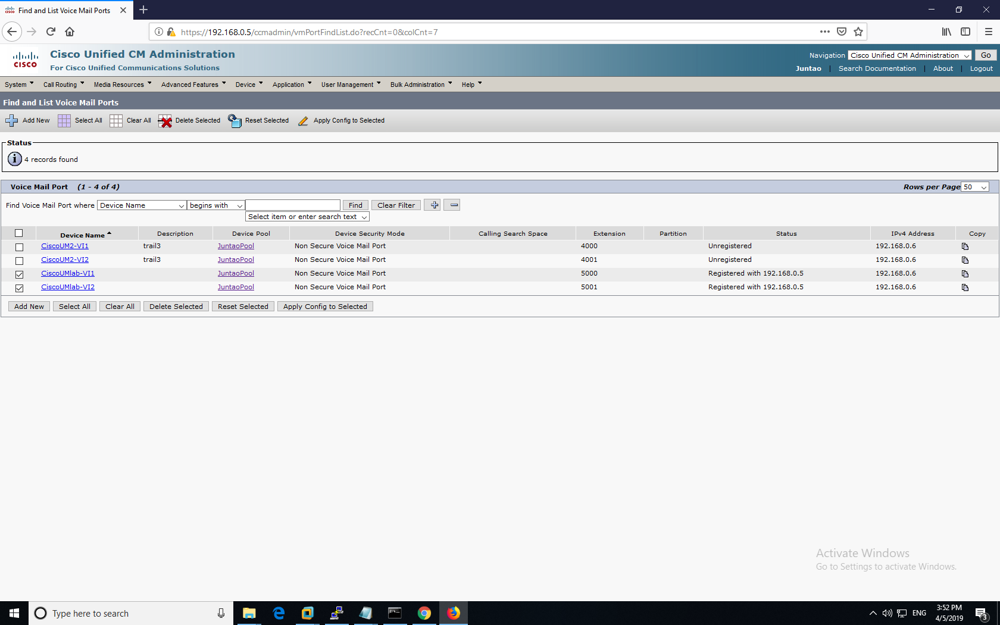 Find and List Voice Mail Ports
https://192.168.0.5/ccmadmin/vmPortFindList.do?recCnt=0&colCnt=7
CISCO
Cisco Unified CM Administration
For Cisco Unified Communications Solutions
Navigation Cisco Unified CM Administration Go
Juntao | Search Documentation | About | Logout
System Call Routing Media Resources Advanced Features Device Application User Management Bulk Administration Help
Find and List Voice Mail Ports
Add New Select All Clear All Delete Selected Reset Selected Apply Config to Selected
Status
4 records found
Voice Mail Port (1 - 4 of 4) Rows per Page 50
Find Voice Mail Port where Device Name begins with Find Clear Filter
Select item or enter search text
Device Name Description Device Pool Device Security Mode Calling Search Space Extension Partition Status IPv4 Address Copy
CiscoUM2-VI1 trail3 JuntaoPool Non Secure Voice Mail Port 4000 Unregistered 192.168.0.6
CiscoUM2-VI2 trail3 JuntaoPool Non Secure Voice Mail Port 4001 Unregistered 192.168.0.6
CiscoUMlab-VI1 JuntaoPool Non Secure Voice Mail Port 5000 Registered with 192.168.0.5 192.168.0.6
CiscoUMlab-VI2 JuntaoPool Non Secure Voice Mail Port 5001 Registered with 192.168.0.5 192.168.0.6
Add New Select All Clear All Delete Selected Reset Selected Apply Config to Selected
Activate Windows
Go to Settings to activate Windows.
Type here to search
ENG
3:52 PM
4/5/2019
3